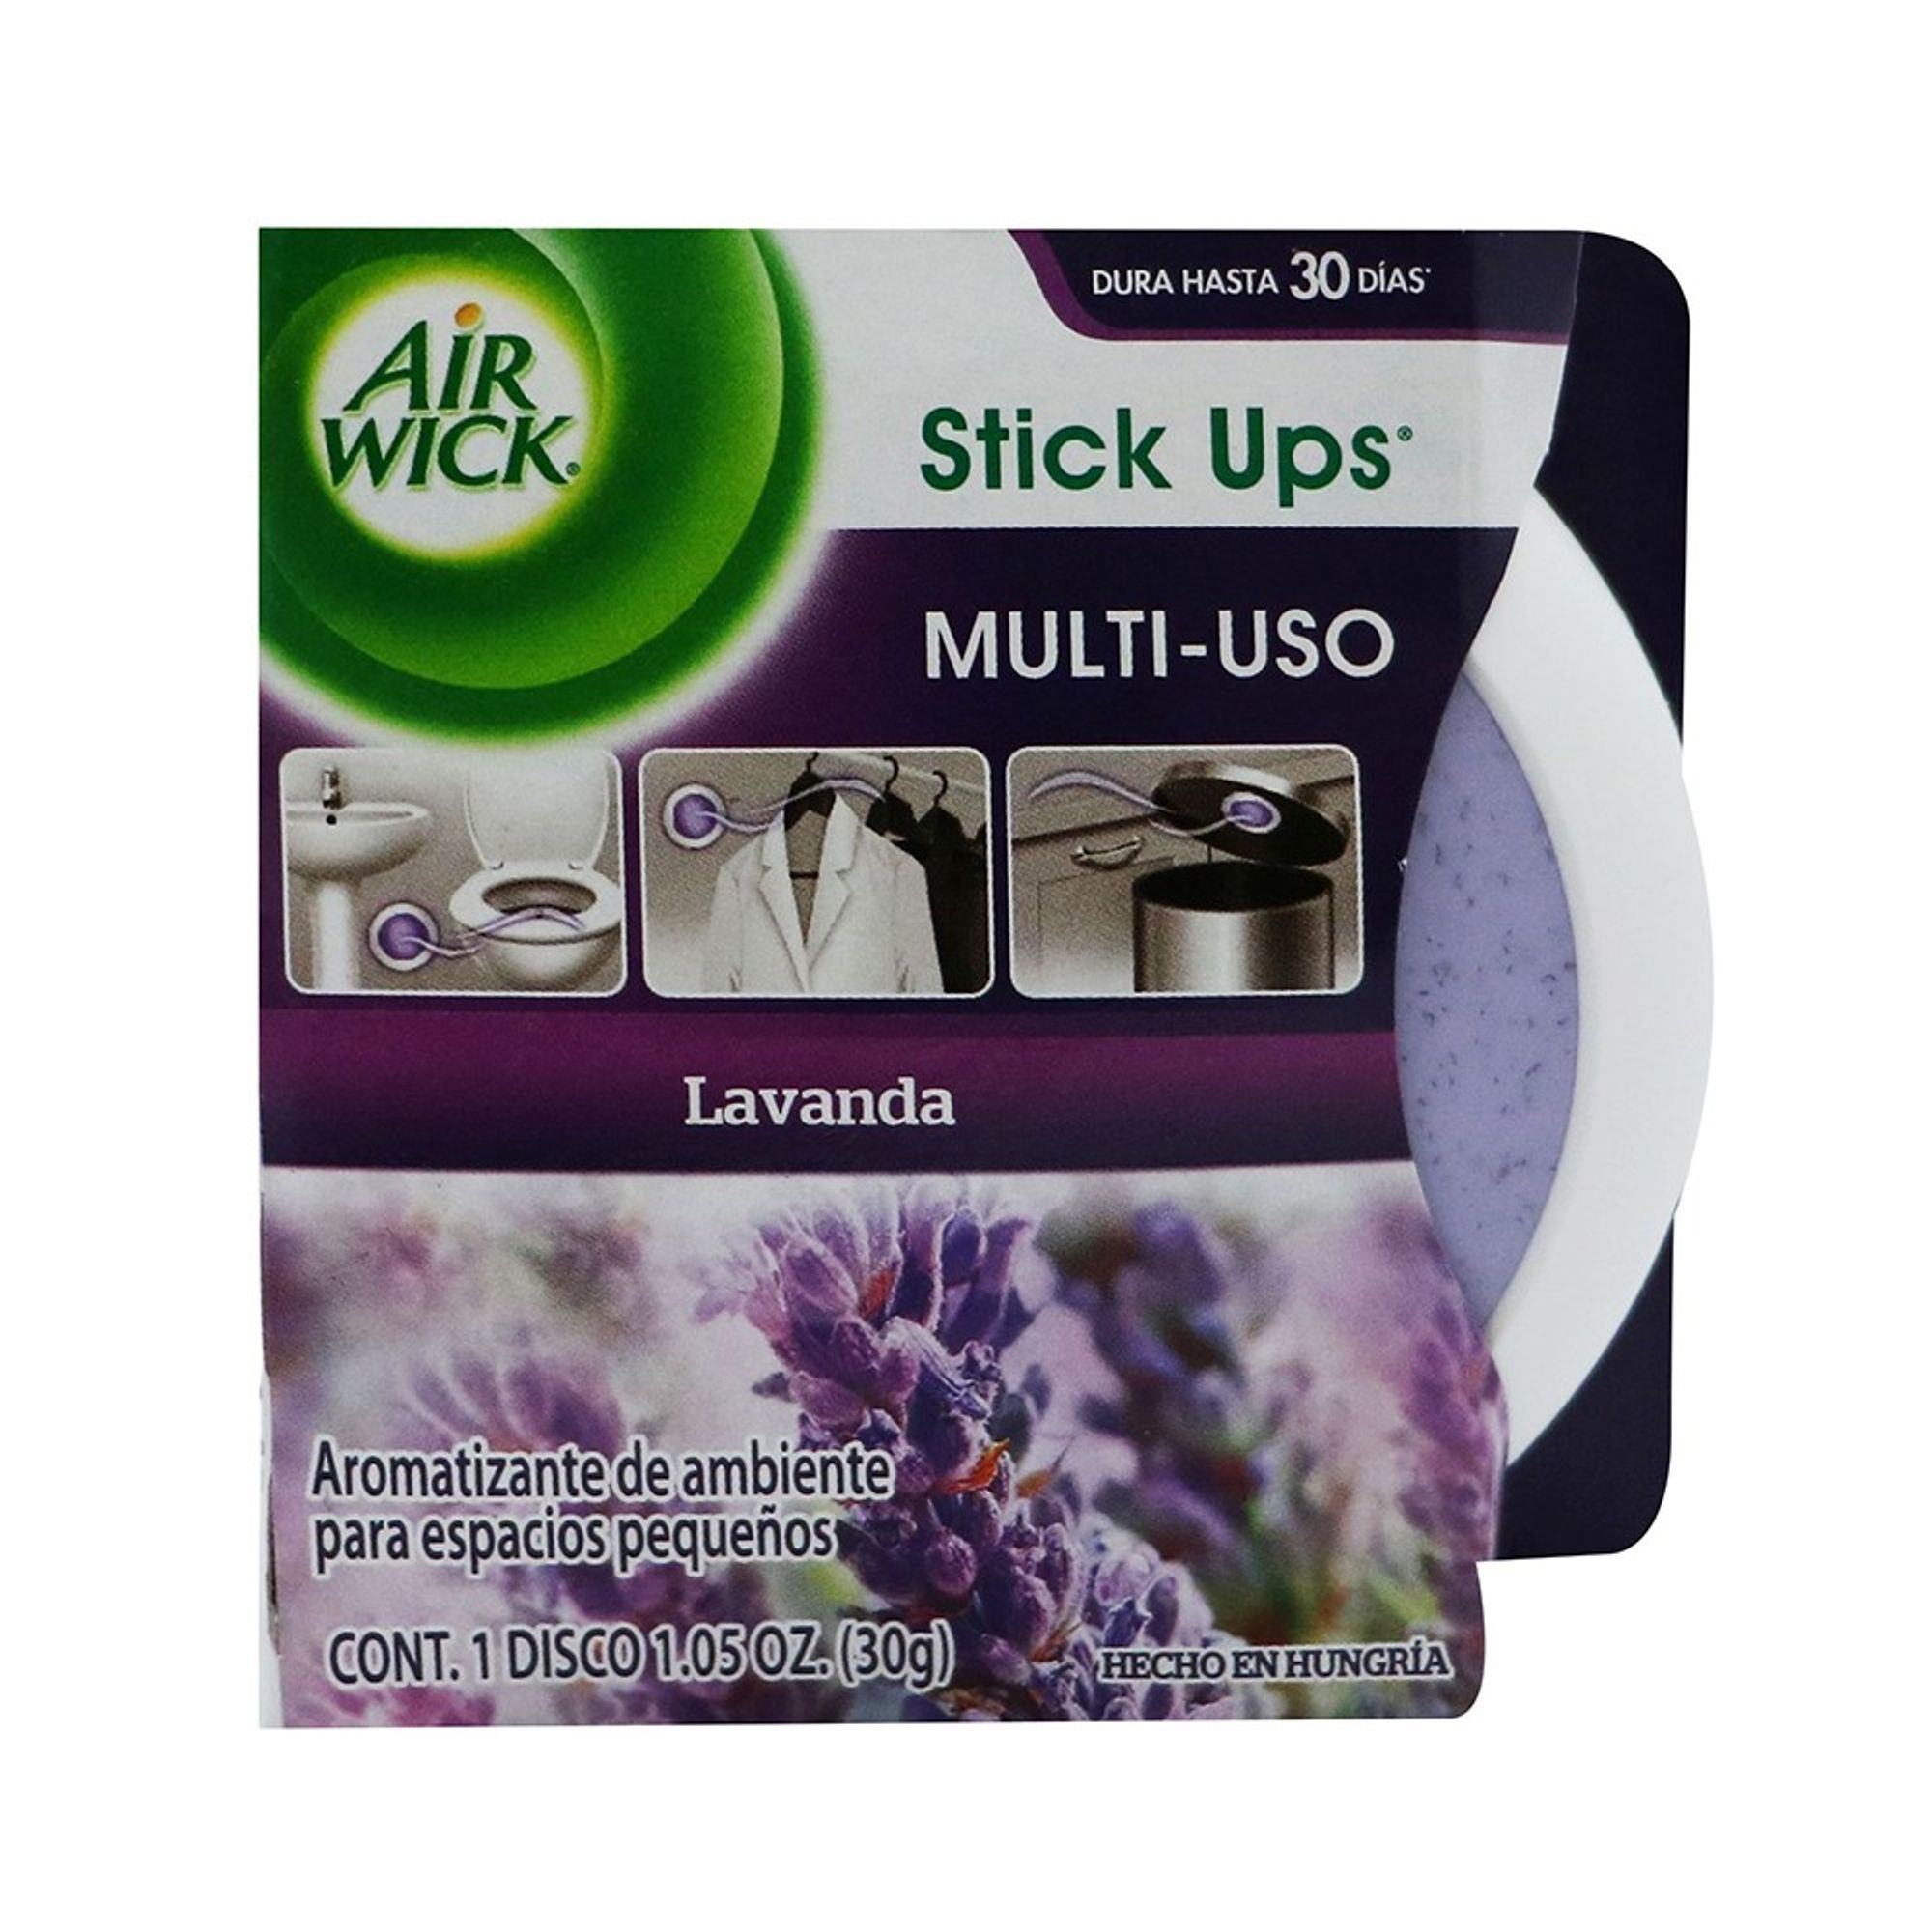 AIR
WICK®
DURA HASTA 30 DÍAS*
Stick Ups®
MULTI-USO
Lavanda
Aromatizante de ambiente
para espacios pequeños
CONT. 1 DISCO 1.05 OZ. (30g)
HECHO EN HUNGRÍA